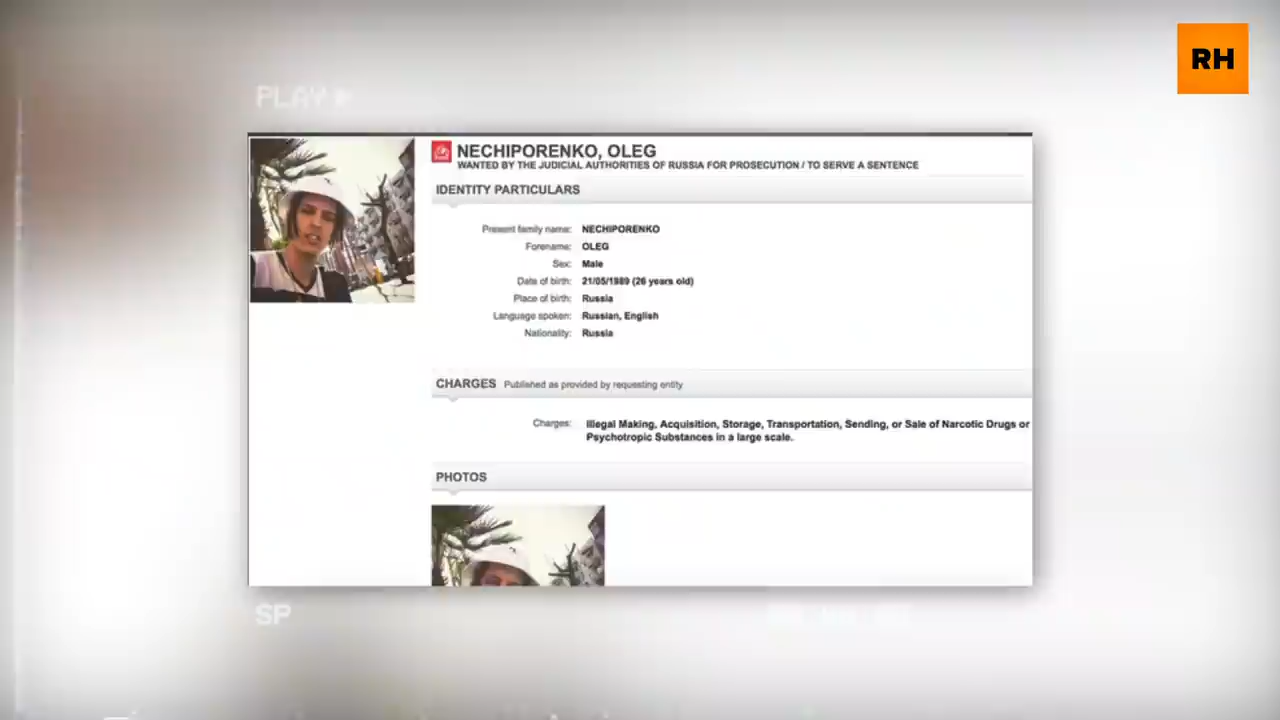 RH
PLAY
NECHIPORENKO, OLEG
WANTED BY THE JUDICIAL AUTHORITIES OF RUSSIA FOR PROSECUTION / TO SERVE A SENTENCE
IDENTITY PARTICULARS
Present family name: NECHIPORENKO
Forename: OLEG
Sex: Male
Date of birth: 21/05/1989 (26 years old)
Place of birth: Russia
Language spoken: Russian, English
Nationality: Russia
CHARGES Published as provided by requesting entity
Charges: Illegal Making, Acquisition, Storage, Transportation, Sending, or Sale of Narcotic Drugs or
Psychotropic Substances in a large scale.
PHOTOS
SP